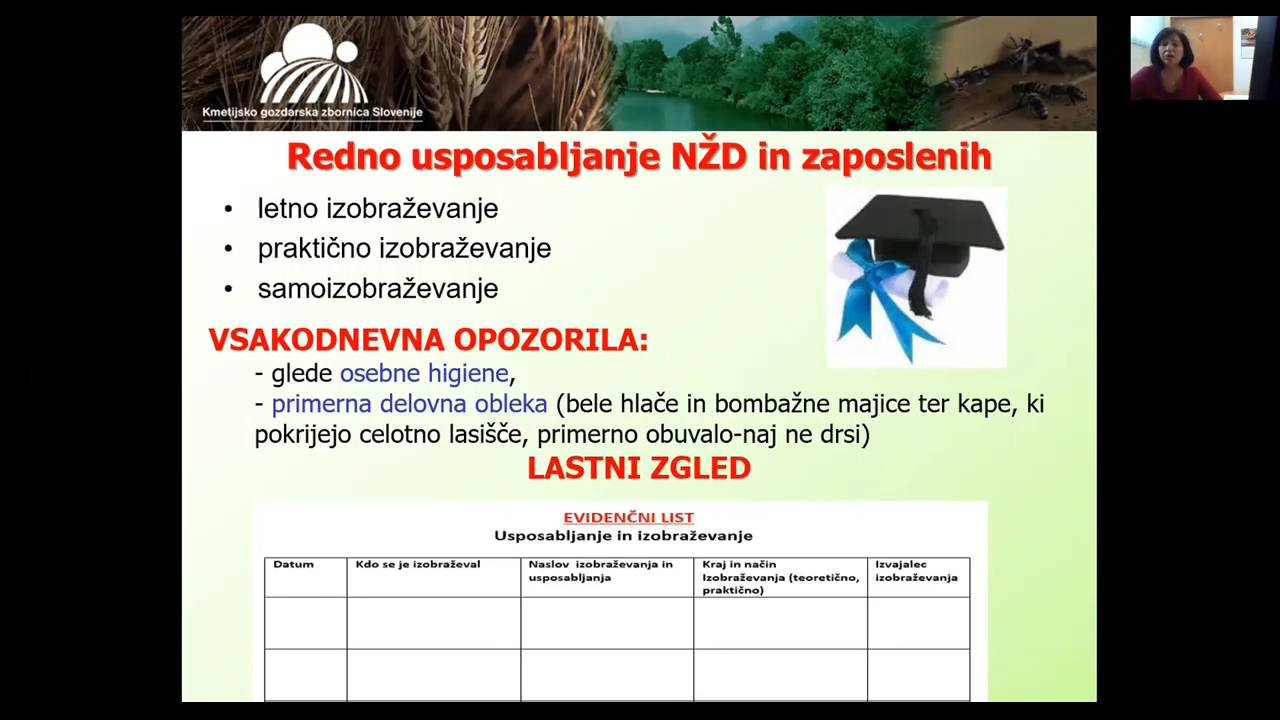 Kmetijsko gozdarska zbornica Slovenije
Redno usposabljanje NŽD in zaposlenih
• letno izobraževanje
• praktično izobraževanje
• samoizobraževanje
VSAKODNEVNA OPOZORILA:
- glede osebne higiene,
- primerna delovna obleka (bele hlače in bombažne majice ter kape, ki
pokrijejo celotno lasišče, primerno obuvalo-naj ne drsi)
LASTNI ZGLED
EVIDENČNI LIST
Usposabljanje in izobraževanje
Datum
Kdo se je izobraževal
Naslov izobraževanja in
usposabljanja
Kraj in način
Izobraževanja (teoretično,
praktično)
Izvajalec
izobraževanja